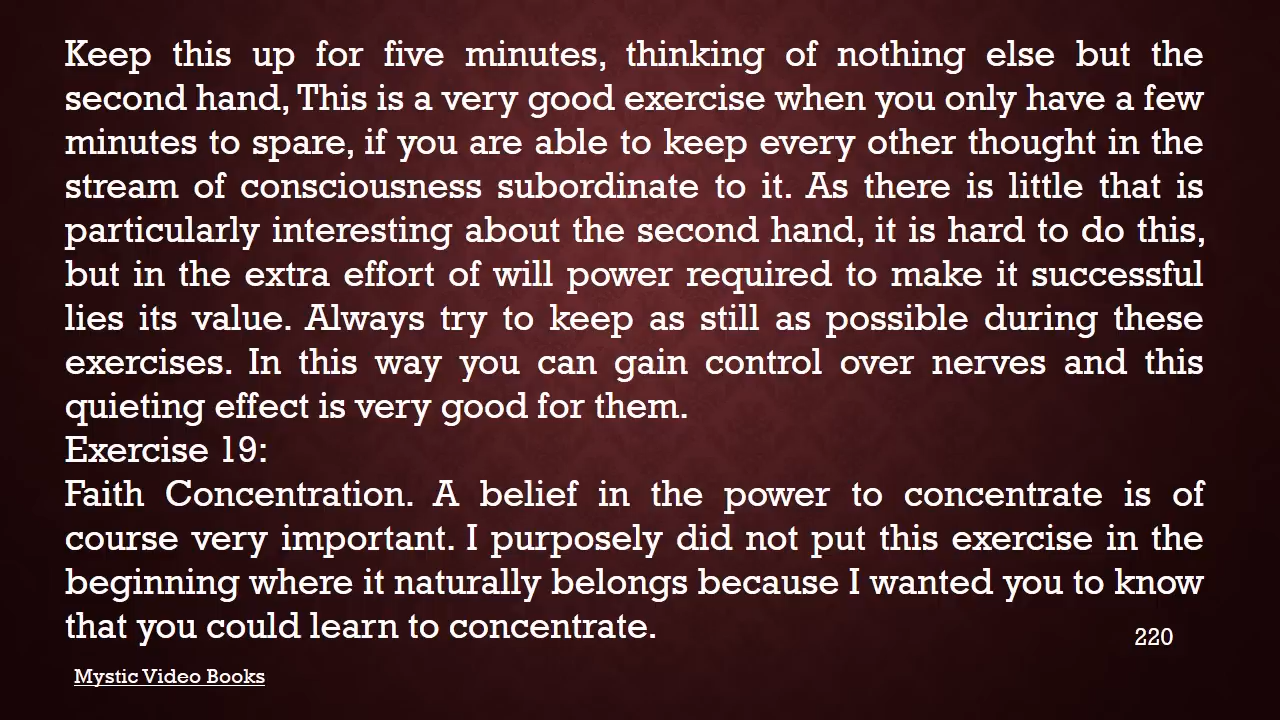 Keep this up for five minutes, thinking of nothing else but the
second hand, This is a very good exercise when you only have a few
minutes to spare, if you are able to keep every other thought in the
stream of consciousness subordinate to it. As there is little that is
particularly interesting about the second hand, it is hard to do this,
but in the extra effort of will power required to make it successful
lies its value. Always try to keep as still as possible during these
exercises. In this way you can gain control over nerves and this
quieting effect is very good for them.
Exercise 19:
Faith Concentration. A belief in the power to concentrate is of
course very important. I purposely did not put this exercise in the
beginning where it naturally belongs because I wanted you to know
that you could learn to concentrate.
220
Mystic Video Books